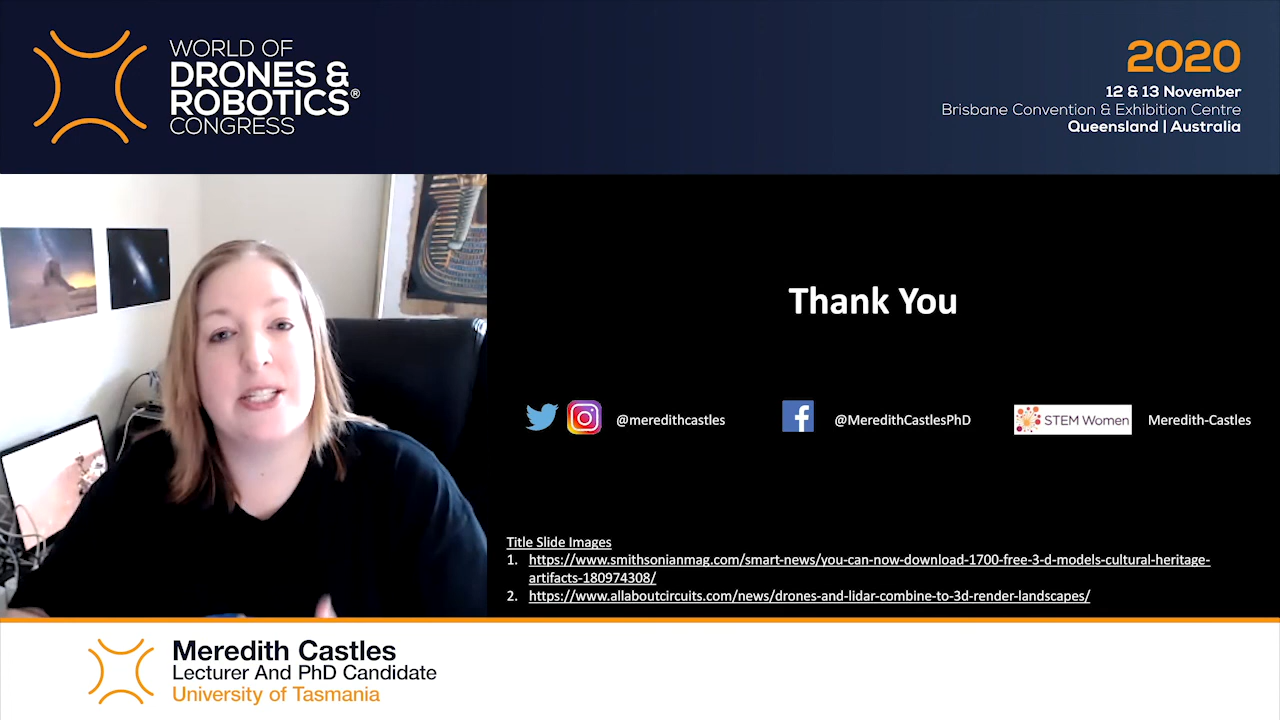 WORLD OF
DRONES &
ROBOTICS®
CONGRESS
2020
12 & 13 November
Brisbane Convention & Exhibition Centre
Queensland | Australia
Thank You
@meredithcastles
@MeredithCastlesPhD
STEM Women
Meredith-Castles
Title Slide Images
1. https://www.smithsonianmag.com/smart-news/you-can-now-download-1700-free-3-d-models-cultural-heritage-
artifacts-180974308/
2. https://www.allaboutcircuits.com/news/drones-and-lidar-combine-to-3d-render-landscapes/
Meredith Castles
Lecturer And PhD Candidate
University of Tasmania